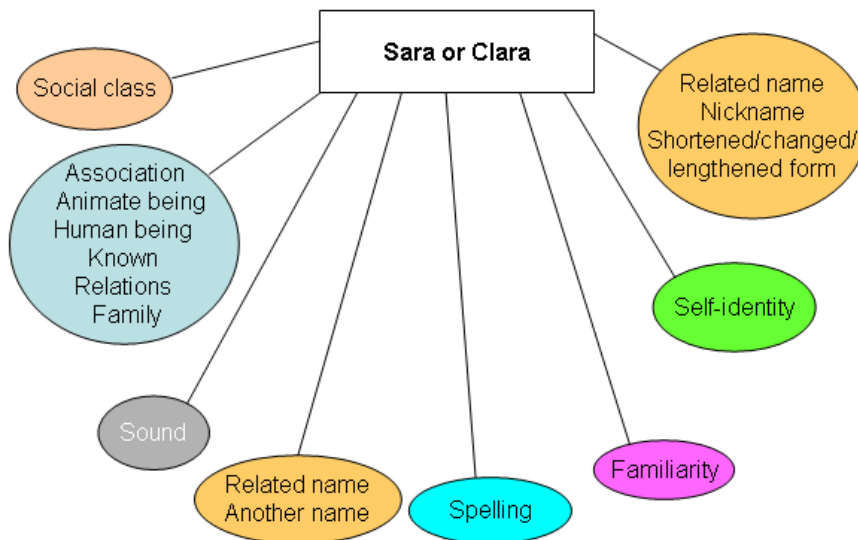 Sara or Clara
Social class
Related name
Nickname
Shortened/changed/
lengthened form
Association
Animate being
Human being
Known
Relations
Family
Self-identity
Sound
Familiarity
Related name
Another name
Spelling